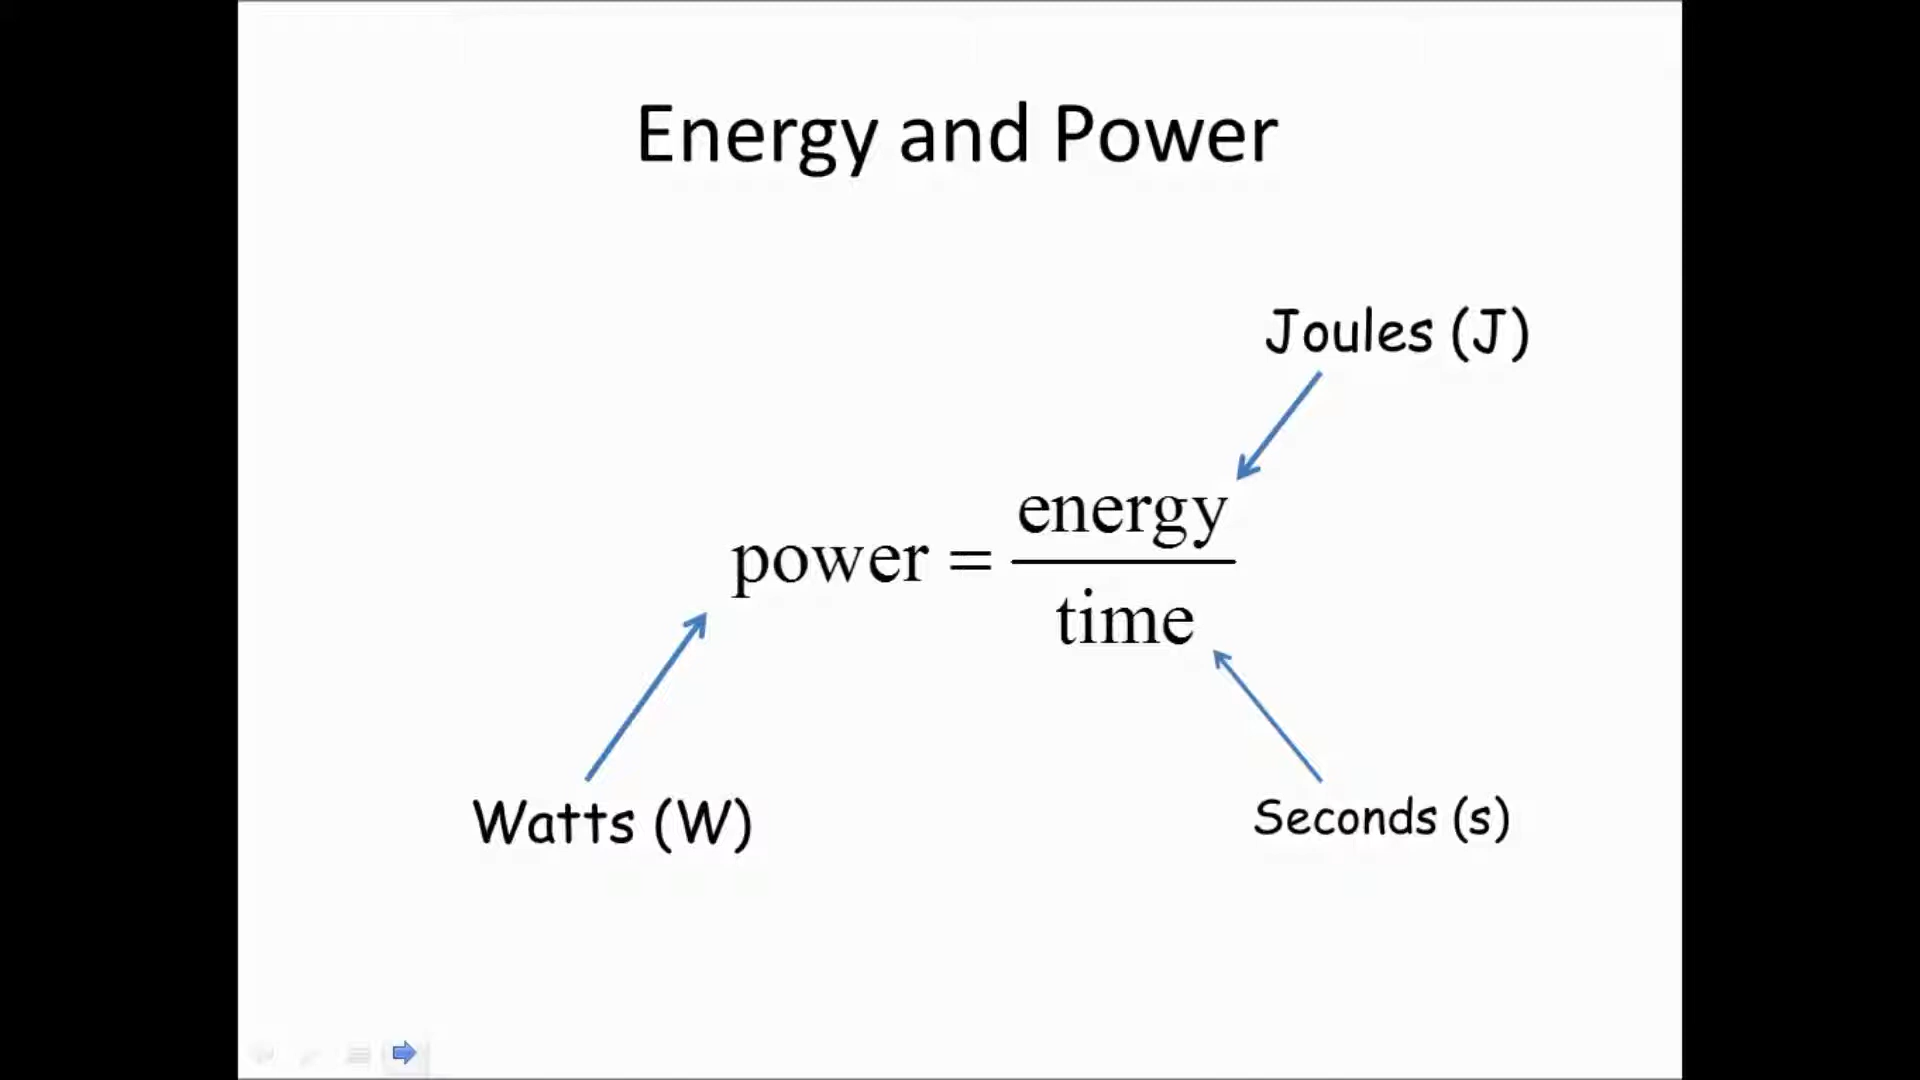 Energy and Power
Joules (J)
power = energy / time
Watts (W)
Seconds (s)